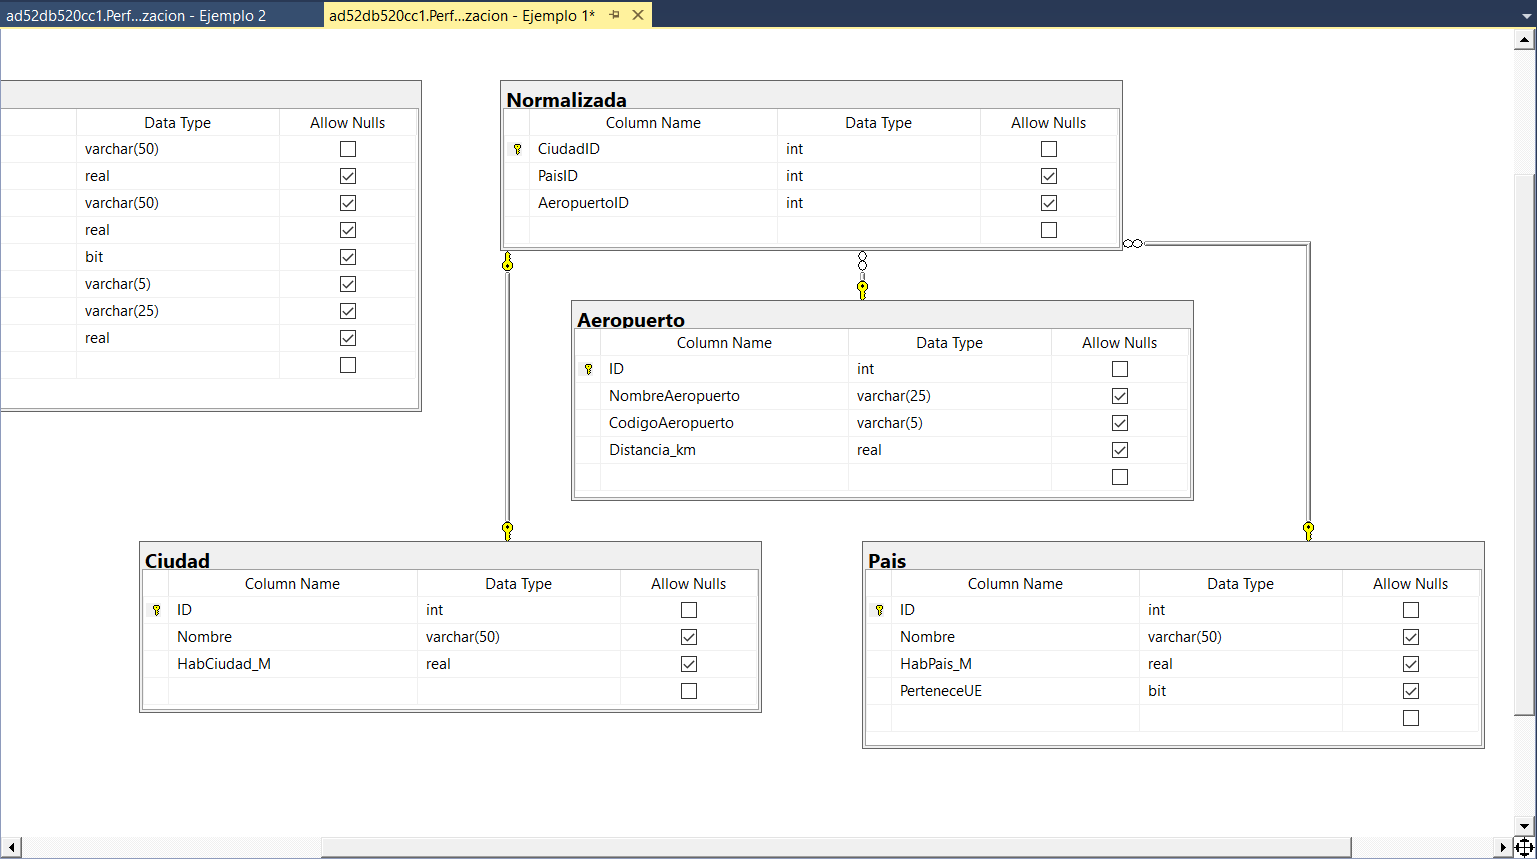 ad52db520cc1.Perf...zacion - Ejemplo 2
ad52db520cc1.Perf...zacion - Ejemplo 1*
Data Type Allow Nulls
varchar(50)
real
varchar(50)
real
bit
varchar(5)
varchar(25)
real
Normalizada
Column Name Data Type Allow Nulls
CiudadID int
PaisID int
AeropuertoID int
Aeropuerto
Column Name Data Type Allow Nulls
ID int
NombreAeropuerto varchar(25)
CodigoAeropuerto varchar(5)
Distancia_km real
Ciudad
Column Name Data Type Allow Nulls
ID int
Nombre varchar(50)
HabCiudad_M real
Pais
Column Name Data Type Allow Nulls
ID int
Nombre varchar(50)
HabPais_M real
PerteneceUE bit